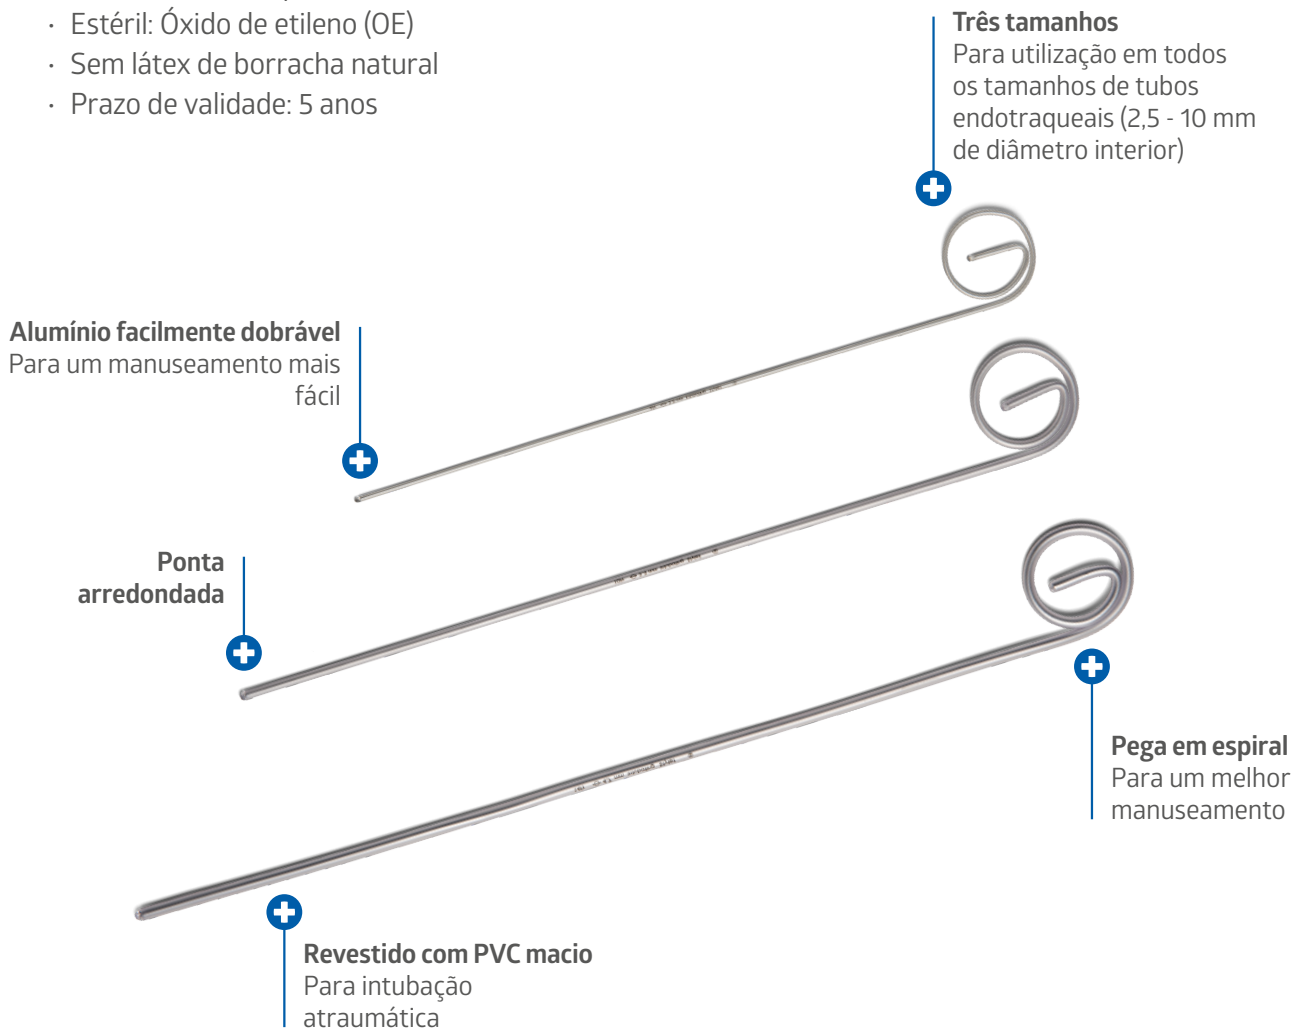 · Estéril: Óxido de etileno (OE)
· Sem látex de borracha natural
· Prazo de validade: 5 anos
Três tamanhos
Para utilização em todos
os tamanhos de tubos
endotraqueais (2,5 - 10 mm
de diâmetro interior)
Alumínio facilmente dobrável
Para um manuseamento mais
fácil
Ponta
arredondada
Pega em espiral
Para um melhor
manuseamento
Revestido com PVC macio
Para intubação
atraumática